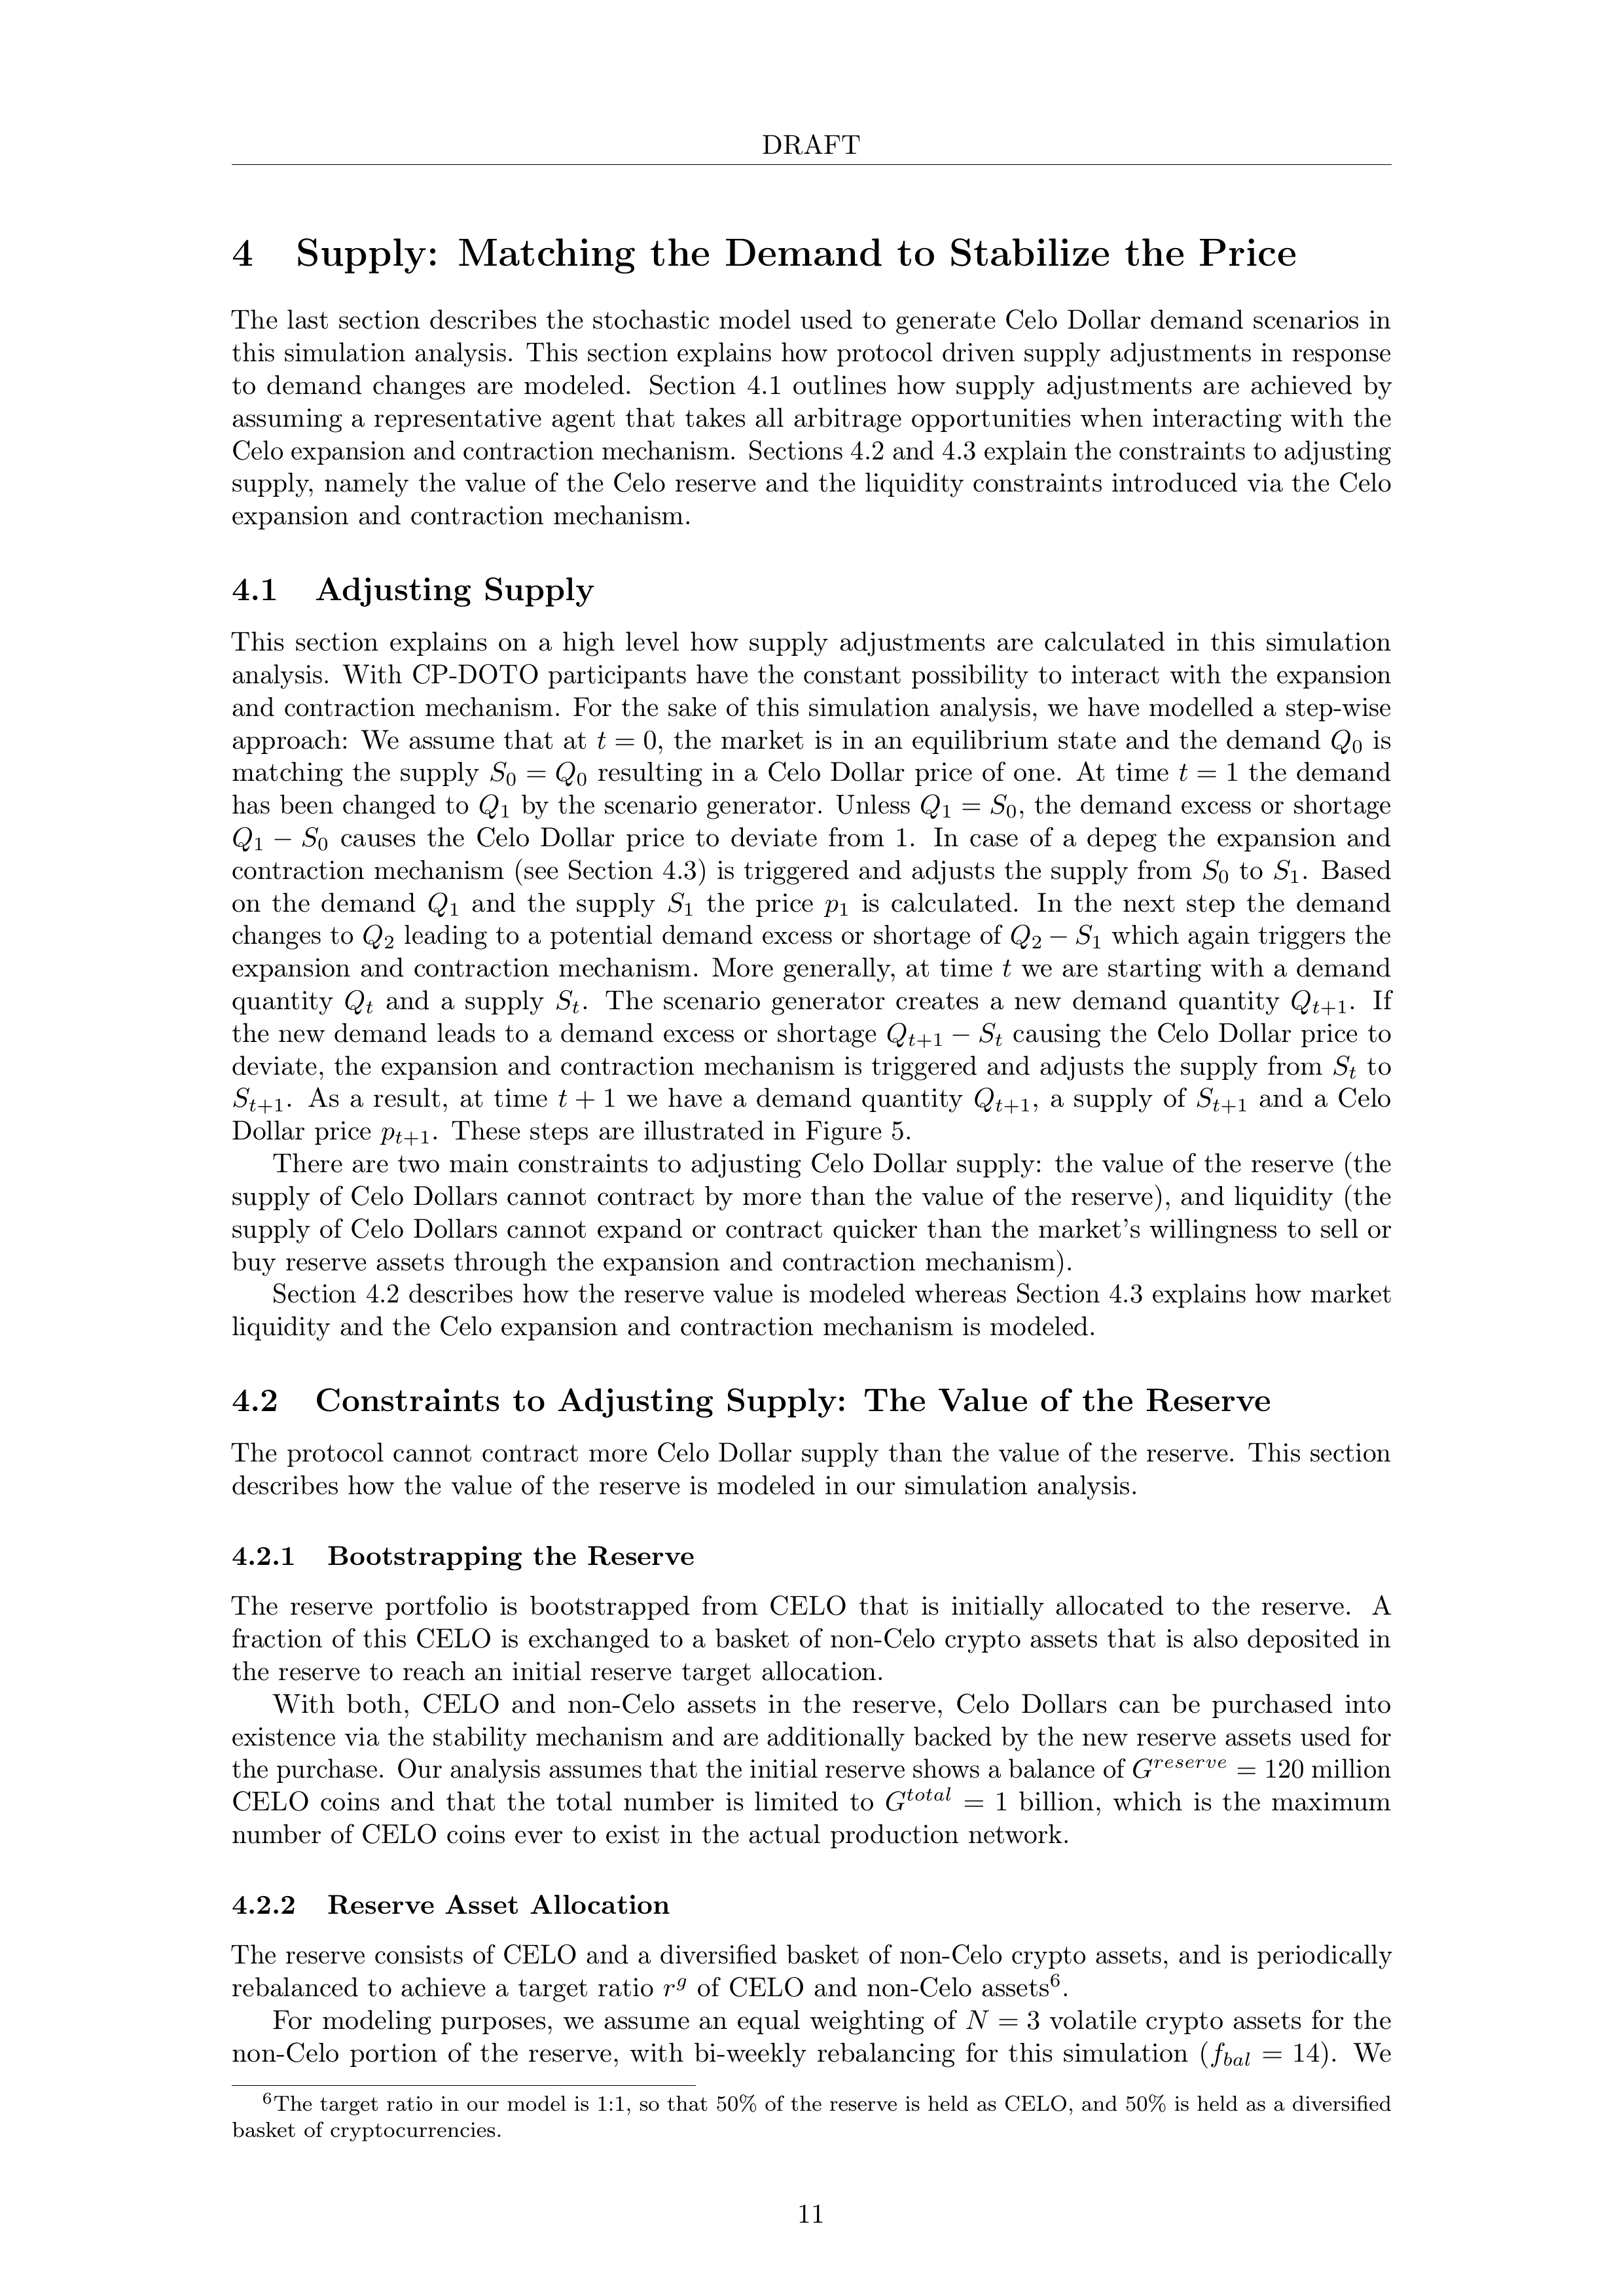 DRAFT
4 Supply: Matching the Demand to Stabilize the Price
The last section describes the stochastic model used to generate Celo Dollar demand scenarios in
this simulation analysis. This section explains how protocol driven supply adjustments in response
to demand changes are modeled. Section 4.1 outlines how supply adjustments are achieved by
assuming a representative agent that takes all arbitrage opportunities when interacting with the
Celo expansion and contraction mechanism. Sections 4.2 and 4.3 explain the constraints to adjusting
supply, namely the value of the Celo reserve and the liquidity constraints introduced via the Celo
expansion and contraction mechanism.
4.1 Adjusting Supply
This section explains on a high level how supply adjustments are calculated in this simulation
analysis. With CP-DOTO participants have the constant possibility to interact with the expansion
and contraction mechanism. For the sake of this simulation analysis, we have modelled a step-wise
approach: We assume that at t = 0, the market is in an equilibrium state and the demand Q₀ is
matching the supply S₀ = Q₀ resulting in a Celo Dollar price of one. At time t = 1 the demand
has been changed to Q₁ by the scenario generator. Unless Q₁ = S₀, the demand excess or shortage
Q₁ − S₀ causes the Celo Dollar price to deviate from 1. In case of a depeg the expansion and
contraction mechanism (see Section 4.3) is triggered and adjusts the supply from S₀ to S₁. Based
on the demand Q₁ and the supply S₁ the price p₁ is calculated. In the next step the demand
changes to Q₂ leading to a potential demand excess or shortage of Q₂ − S₁ which again triggers the
expansion and contraction mechanism. More generally, at time t we are starting with a demand
quantity Qₜ and a supply Sₜ. The scenario generator creates a new demand quantity Qₜ₊₁. If
the new demand leads to a demand excess or shortage Qₜ₊₁ − Sₜ causing the Celo Dollar price to
deviate, the expansion and contraction mechanism is triggered and adjusts the supply from Sₜ to
Sₜ₊₁. As a result, at time t + 1 we have a demand quantity Qₜ₊₁, a supply of Sₜ₊₁ and a Celo
Dollar price pₜ₊₁. These steps are illustrated in Figure 5.
There are two main constraints to adjusting Celo Dollar supply: the value of the reserve (the
supply of Celo Dollars cannot contract by more than the value of the reserve), and liquidity (the
supply of Celo Dollars cannot expand or contract quicker than the market's willingness to sell or
buy reserve assets through the expansion and contraction mechanism).
Section 4.2 describes how the reserve value is modeled whereas Section 4.3 explains how market
liquidity and the Celo expansion and contraction mechanism is modeled.
4.2 Constraints to Adjusting Supply: The Value of the Reserve
The protocol cannot contract more Celo Dollar supply than the value of the reserve. This section
describes how the value of the reserve is modeled in our simulation analysis.
4.2.1 Bootstrapping the Reserve
The reserve portfolio is bootstrapped from CELO that is initially allocated to the reserve. A
fraction of this CELO is exchanged to a basket of non-Celo crypto assets that is also deposited in
the reserve to reach an initial reserve target allocation.
With both, CELO and non-Celo assets in the reserve, Celo Dollars can be purchased into
existence via the stability mechanism and are additionally backed by the new reserve assets used for
the purchase. Our analysis assumes that the initial reserve shows a balance of G^reserve = 120 million
CELO coins and that the total number is limited to G^total = 1 billion, which is the maximum
number of CELO coins ever to exist in the actual production network.
4.2.2 Reserve Asset Allocation
The reserve consists of CELO and a diversified basket of non-Celo crypto assets, and is periodically
rebalanced to achieve a target ratio r^g of CELO and non-Celo assets⁶.
For modeling purposes, we assume an equal weighting of N = 3 volatile crypto assets for the
non-Celo portion of the reserve, with bi-weekly rebalancing for this simulation (f_bal = 14). We
⁶The target ratio in our model is 1:1, so that 50% of the reserve is held as CELO, and 50% is held as a diversified
basket of cryptocurrencies.
11